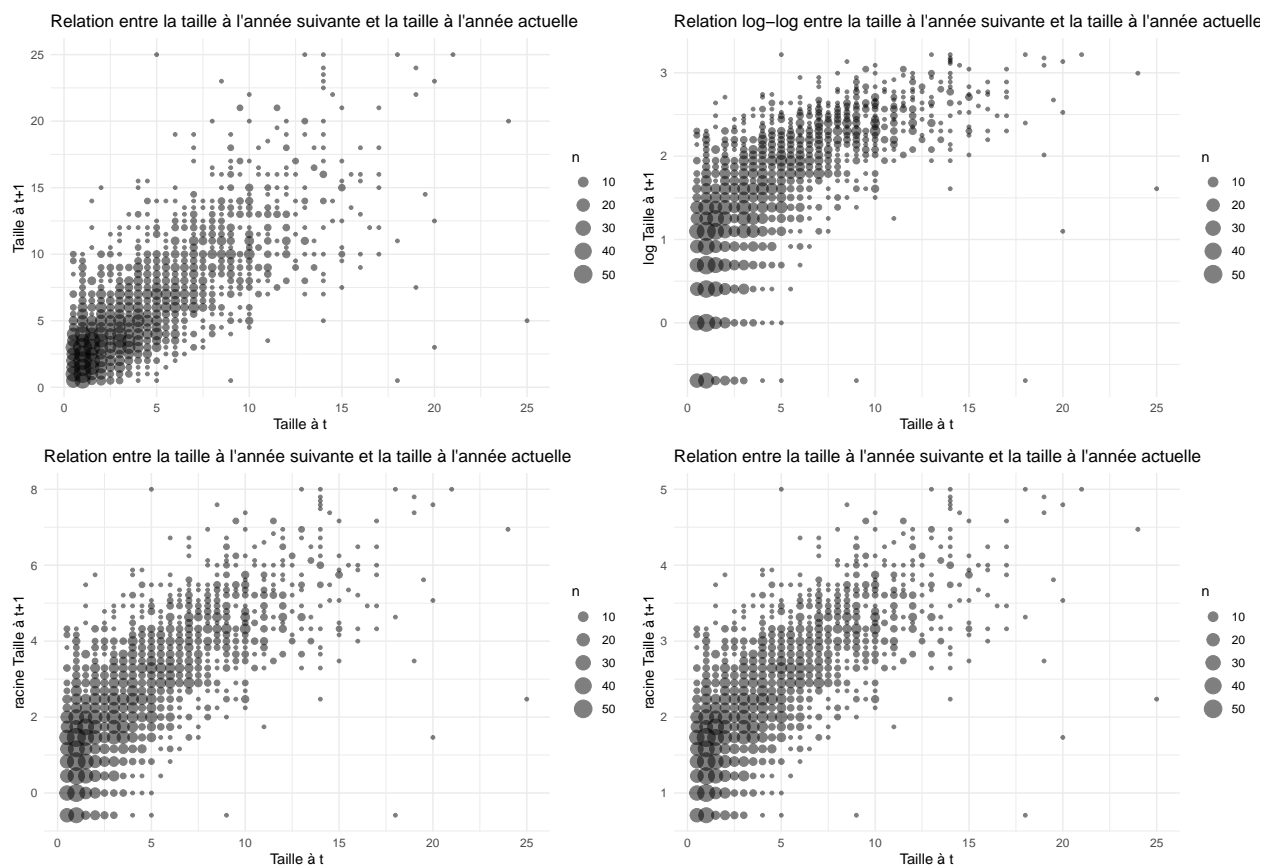 Relation entre la taille à l'année suivante et la taille à l'année actuelle
25
20
15
10
5
0
Taille à t+1
0 5 10 15 20 25
Taille à t
n
10
20
30
40
50
Relation log−log entre la taille à l'année suivante et la taille à l'année actuelle
3
2
1
0
log Taille à t+1
0 5 10 15 20 25
Taille à t
n
10
20
30
40
50
Relation entre la taille à l'année suivante et la taille à l'année actuelle
8
6
4
2
0
racine Taille à t+1
0 5 10 15 20 25
Taille à t
n
10
20
30
40
50
Relation entre la taille à l'année suivante et la taille à l'année actuelle
5
4
3
2
1
racine Taille à t+1
0 5 10 15 20 25
Taille à t
n
10
20
30
40
50